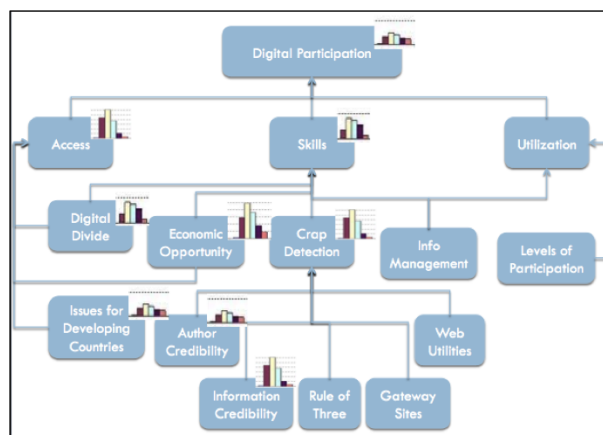 Digital Participation
Access
Skills
Utilization
Digital
Divide
Economic
Opportunity
Crap
Detection
Info
Management
Levels of
Participation
Issues for
Developing
Countries
Author
Credibility
Web
Utilities
Information
Credibility
Rule of
Three
Gateway
Sites